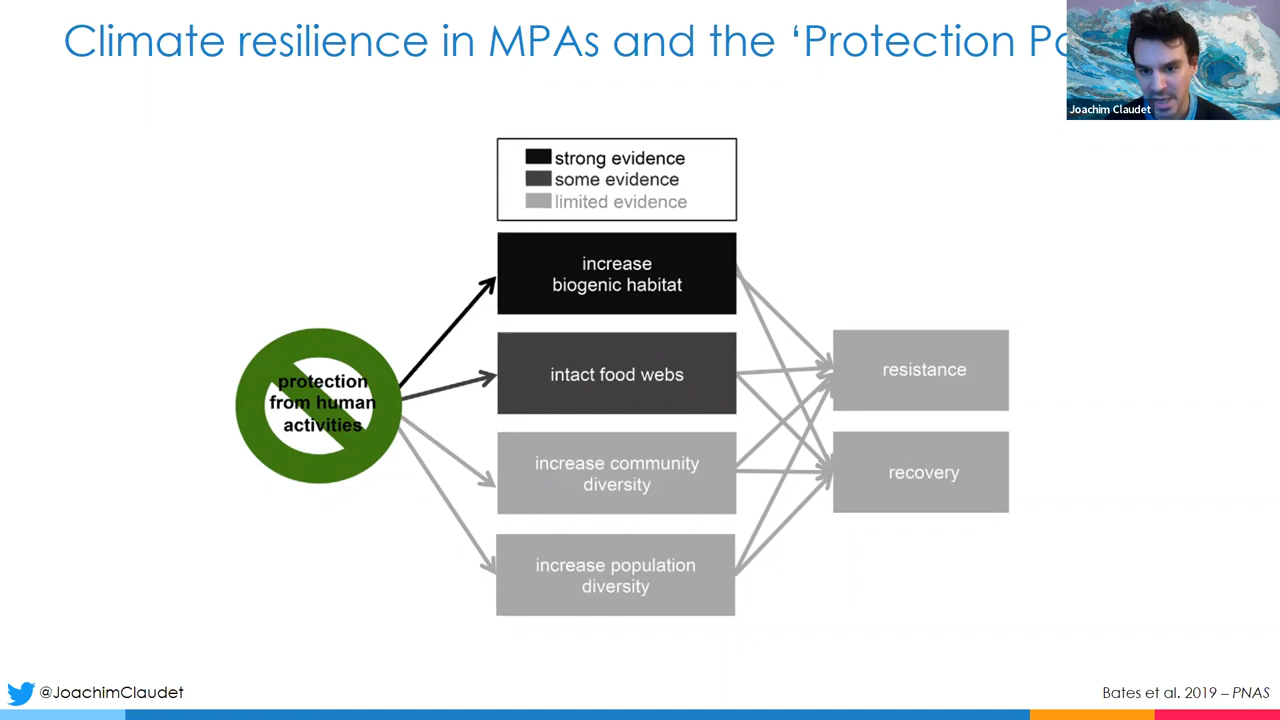 Climate resilience in MPAs and the ‘Protection
Joachim Claudet
strong evidence
some evidence
limited evidence
increase
biogenic habitat
protection
from human
activities
intact food webs
increase community
diversity
increase population
diversity
resistance
recovery
@JoachimClaudet
Bates et al. 2019 – PNAS